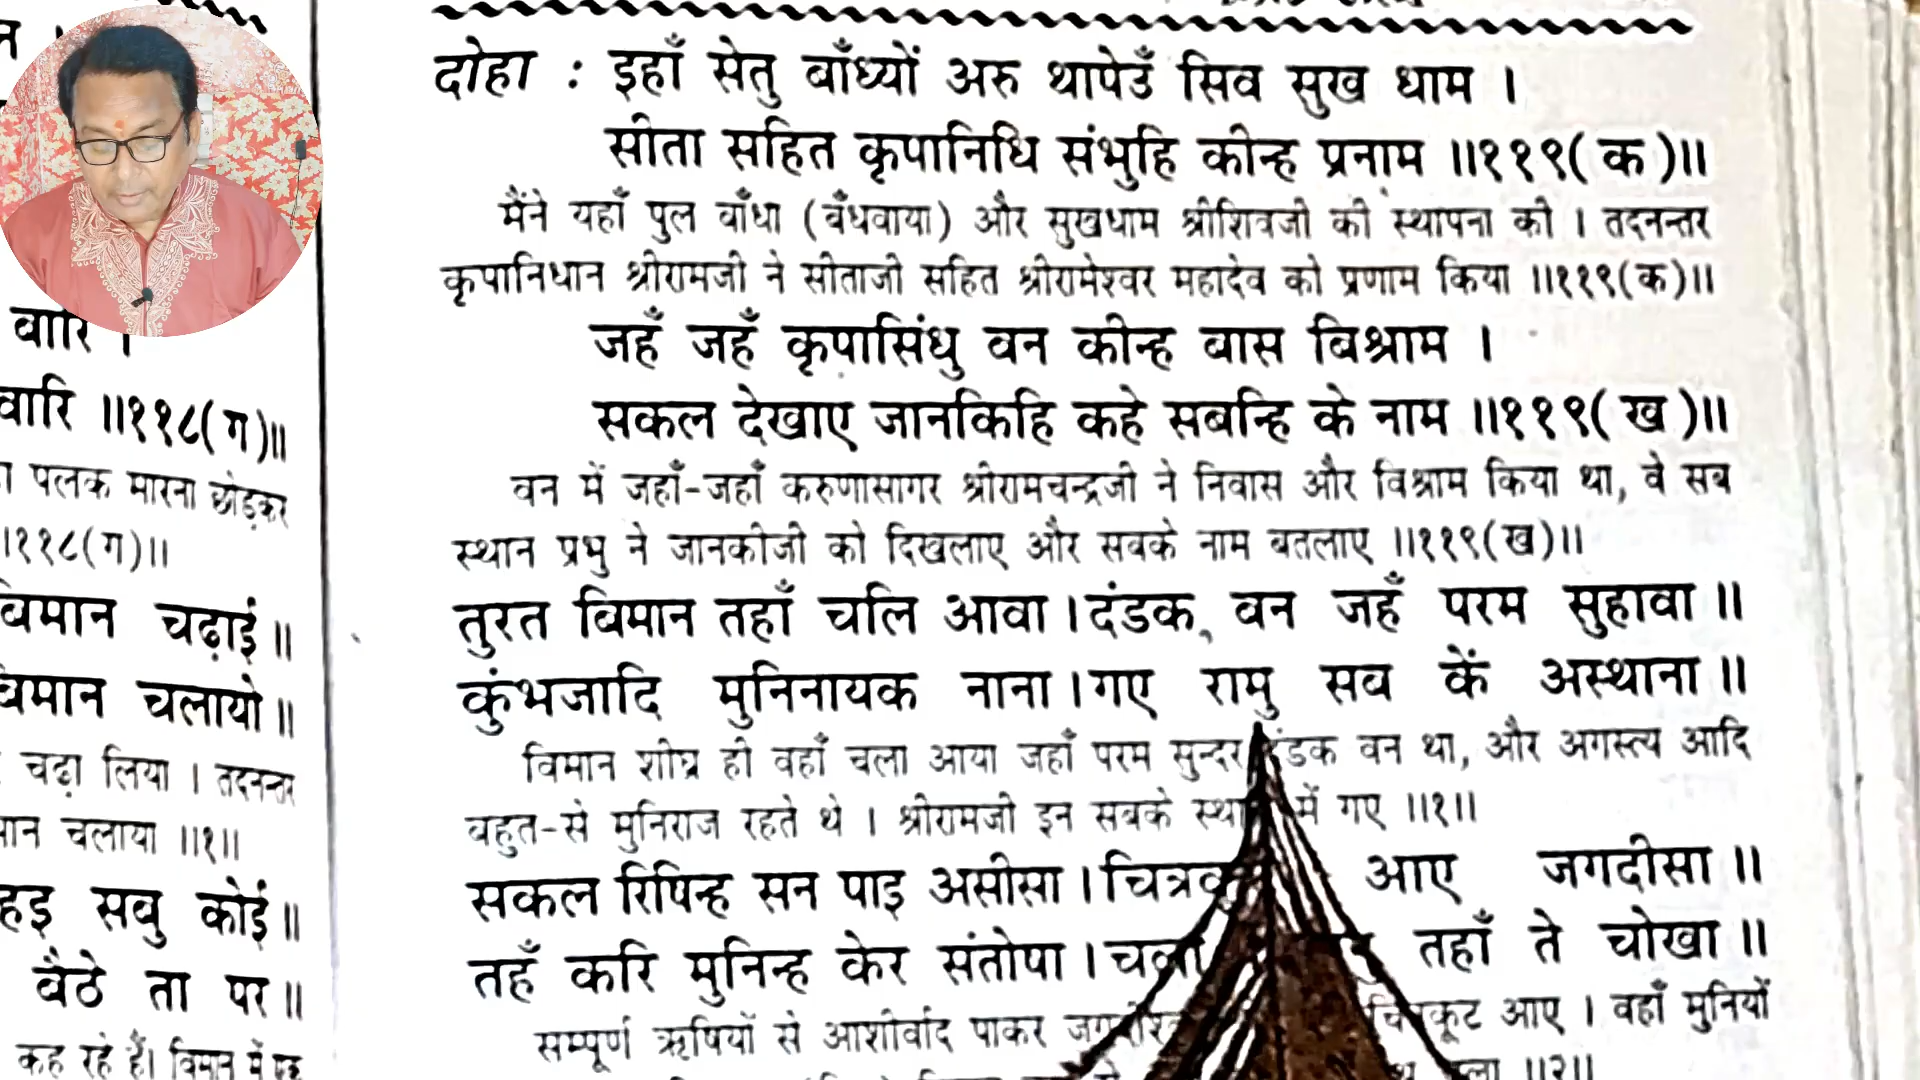 न ।
वारि ।
वारि ॥११८(ग)॥
पलक मारना छोड़कर
।११८(ग)॥
बिमान चढ़ाई॥
बिमान चलायो॥
चढ़ा लिया । तदनन्तर
चलाया ॥१॥
सबु कोई॥
बैठे ता पर॥
कह रहे हैं। विमान में एक
दोहा : इहाँ सेतु बाँध्यों अरु थापेउँ सिव सुख धाम ।
सीता सहित कृपानिधि संभुहि कीन्ह प्रनाम ॥११९(क)॥
मैंने यहाँ पुल बाँधा (बँधवाया) और सुखधाम श्रीशिवजी की स्थापना की । तदनन्तर
कृपानिधान श्रीरामजी ने सीताजी सहित श्रीरामेश्वर महादेव को प्रणाम किया ॥११९(क)॥
जहँ जहँ कृपासिंधु बन कीन्ह बास बिश्राम ।
सकल देखाए जानकिहि कहे सबन्हि के नाम ॥११९(ख)॥
वन में जहाँ-जहाँ करुणासागर श्रीरामचन्द्रजी ने निवास और विश्राम किया था, वे सब
स्थान प्रभु ने जानकीजी को दिखलाए और सबके नाम बतलाए ॥११९(ख)॥
तुरत बिमान तहाँ चलि आवा । दंडक बन जहँ परम सुहावा ॥
कुंभजादि मुनिनायक नाना । गए रामु सब कें अस्थाना ॥
विमान शीघ्र ही वहाँ चला आया जहाँ परम सुन्दर दंडक वन था, और अगस्त्य आदि
बहुत-से मुनिराज रहते थे । श्रीरामजी इन सबके में गए ॥१॥
सकल रिषिन्ह सन पाइ असीसा । आए जगदीसा ॥
तहँ करि मुनिन्ह केर संतोषा । तहाँ ते चोखा ॥
सम्पूर्ण ऋषियों से आशीर्वाद पाकर चित्रकूट आए । वहाँ मुनियों
॥२॥